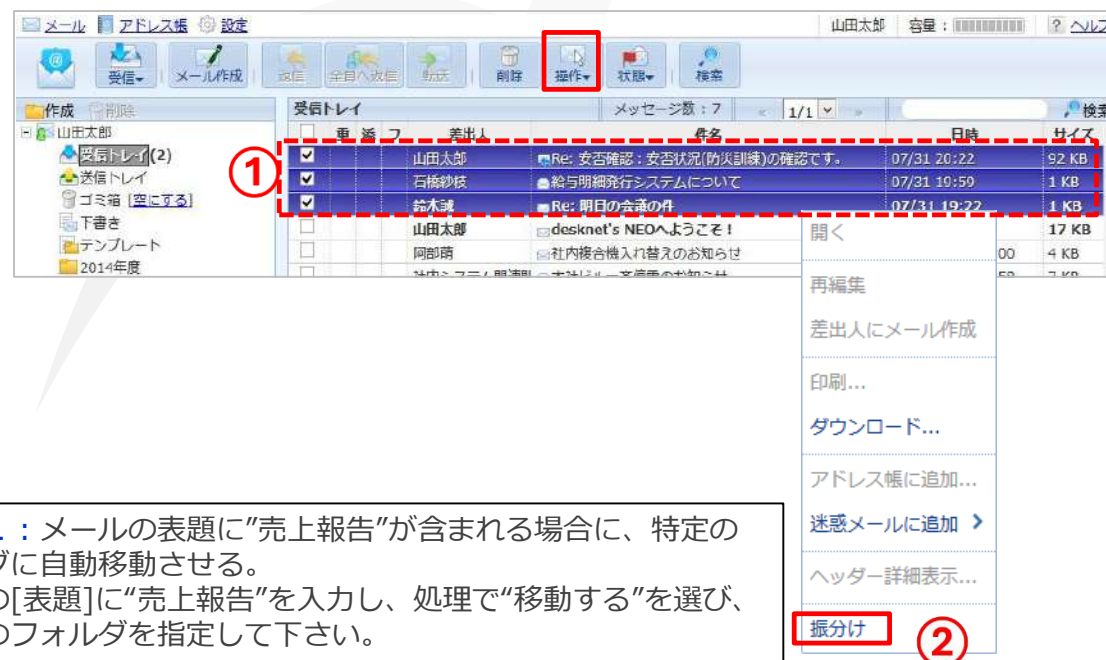 メール アドレス帳 設定 山田太郎 容量： ? ヘルプ
受信▾ メール作成 返信 全員へ返信 転送 削除 操作▾ 状態▾ 検索
作成 削除 受信トレイ メッセージ数：7 « 1/1 » 検索
山田太郎 重 添 フ 差出人 件名 日時 サイズ
受信トレイ(2) ① 山田太郎 Re: 安否確認：安否状況(防災訓練)の確認です。 07/31 20:22 92 KB
送信トレイ 石橋紗枝 給与明細発行システムについて 07/31 19:59 1 KB
ゴミ箱 [空にする] 鈴木誠 Re: 明日の会議の件 07/31 19:22 1 KB
下書き 山田太郎 desknet's NEOへようこそ！ 17 KB
テンプレート 阿部萌 社内複合機入れ替えのお知らせ 00 4 KB
2014年度
開く
再編集
差出人にメール作成
印刷...
ダウンロード...
アドレス帳に追加...
迷惑メールに追加 >
ヘッダー詳細表示...
振分け ②
：メールの表題に”売上報告”が含まれる場合に、特定の
に自動移動させる。
の[表題]に“売上報告”を入力し、処理で“移動する”を選び、
のフォルダを指定して下さい。